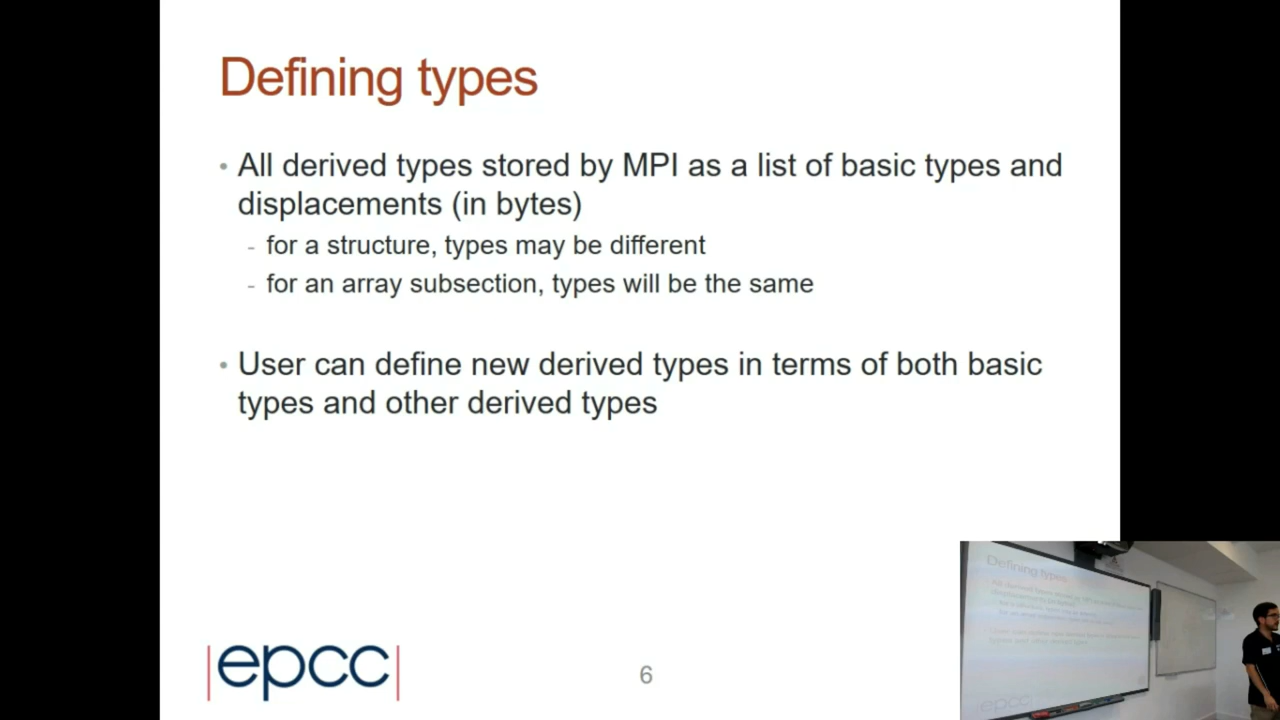 Defining types
• All derived types stored by MPI as a list of basic types and
displacements (in bytes)
- for a structure, types may be different
- for an array subsection, types will be the same
• User can define new derived types in terms of both basic
types and other derived types
epcc
6
Defining types